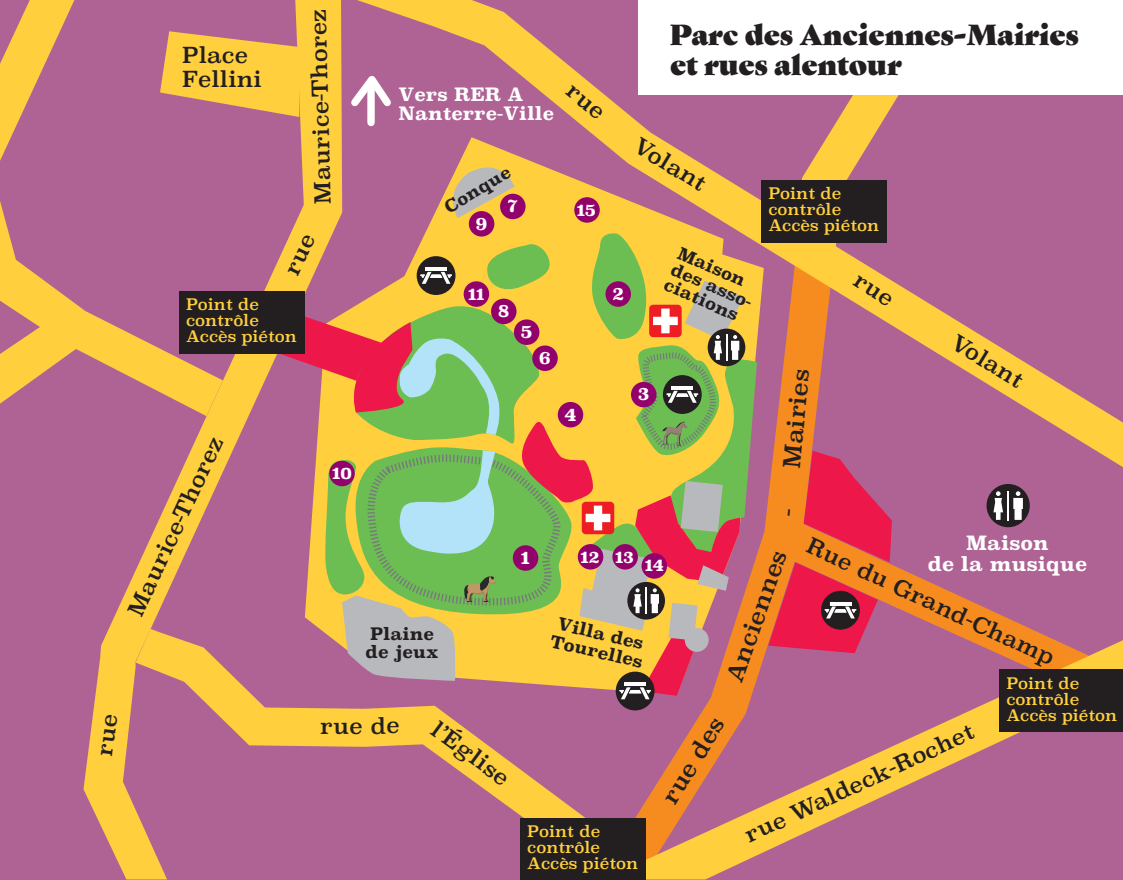 Parc des Anciennes-Mairies
et rues alentour
Place
Fellini
Maurice-Thorez
rue
Vers RER A
Nanterre-Ville
rue
Volant
Point de
contrôle
Accès piéton
rue
Volant
Conque
7
9
15
Maison
des asso-
ciations
11
2
8
5
6
Point de
contrôle
Accès piéton
3
4
10
Maurice-Thorez
rue
1
12
13
14
Villa des
Tourelles
Plaine
de jeux
rue des
Anciennes
-
Mairies
Maison
de la musique
Rue du Grand-Champ
Point de
contrôle
Accès piéton
rue de
l'Église
rue Waldeck-Rochet
Point de
contrôle
Accès piéton